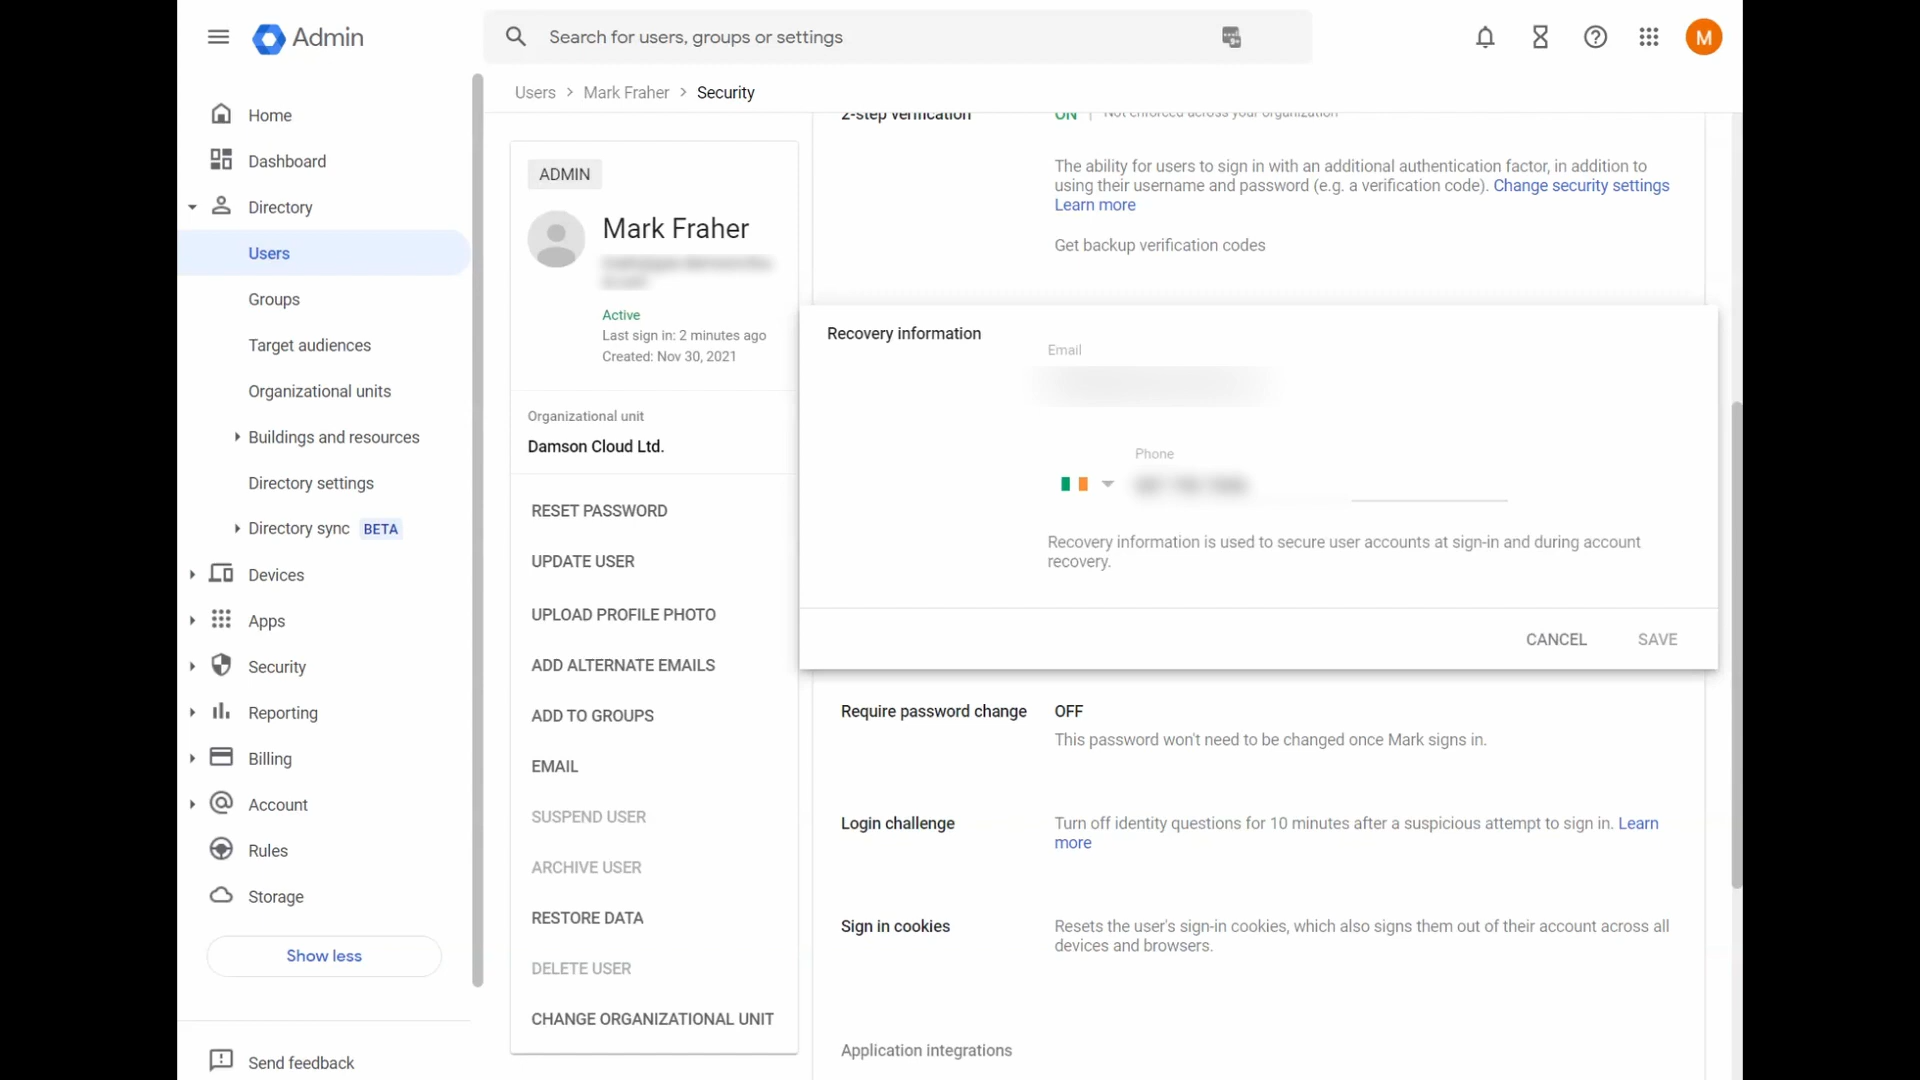 Admin
Search for users, groups or settings
M
Users > Mark Fraher > Security
Home
Dashboard
Directory
Users
Groups
Target audiences
Organizational units
Buildings and resources
Directory settings
Directory sync BETA
Devices
Apps
Security
Reporting
Billing
Account
Rules
Storage
Show less
Send feedback
ADMIN
Mark Fraher
Active
Last sign in: 2 minutes ago
Created: Nov 30, 2021
Organizational unit
Damson Cloud Ltd.
RESET PASSWORD
UPDATE USER
UPLOAD PROFILE PHOTO
ADD ALTERNATE EMAILS
ADD TO GROUPS
EMAIL
SUSPEND USER
ARCHIVE USER
RESTORE DATA
DELETE USER
CHANGE ORGANIZATIONAL UNIT
2-step verification
ON | Not enforced across your organization
The ability for users to sign in with an additional authentication factor, in addition to
using their username and password (e.g. a verification code). Change security settings
Learn more
Get backup verification codes
Recovery information
Email
Phone
Recovery information is used to secure user accounts at sign-in and during account
recovery.
CANCEL SAVE
Require password change
OFF
This password won't need to be changed once Mark signs in.
Login challenge
Turn off identity questions for 10 minutes after a suspicious attempt to sign in. Learn
more
Sign in cookies
Resets the user's sign-in cookies, which also signs them out of their account across all
devices and browsers.
Application integrations